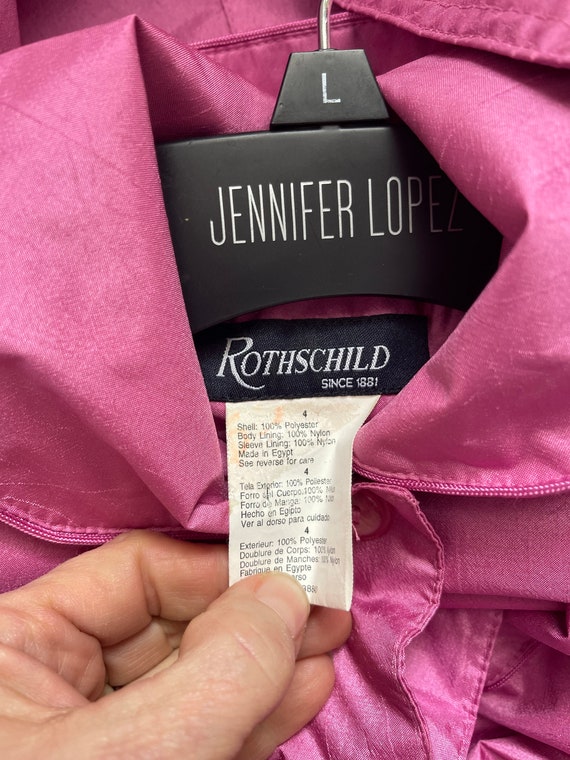 L
JENNIFER LOPEZ
ROTHSCHILD
SINCE 1881
4
Shell: 100% Polyester
Body Lining: 100% Nylon
Sleeve Lining: 100% Nylon
Made in Egypt
See reverse for care
4
Tela Exterior: 100% Poliester
Forro del Cuerpo: 100%
Forro de Manga: 100%
Hecho en Egipto
Ver al dorso para cuidado
4
Exterieur: 100% Polyester
Doublure de Corps: 100% Nylon
Doublure de Manches: 100% Nylon
Fabrique en Egypte